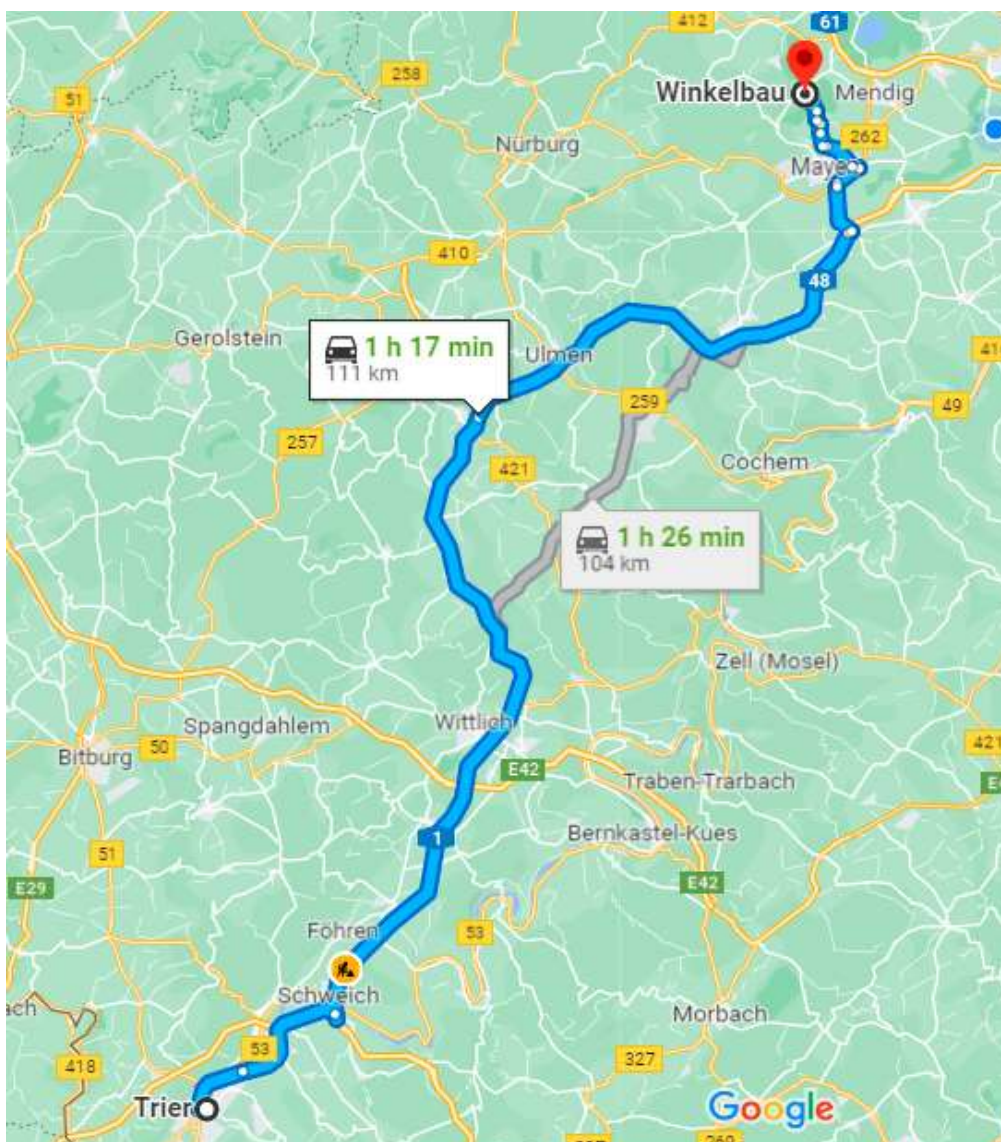 412
61
51
258
Winkelbau
Mendig
Nürburg
262
Maye
410
48
Gerolstein
1 h 17 min
111 km
Ulmen
259
49
257
421
Cochem
1 h 26 min
104 km
Zell (Mosel)
Wittlich
Spangdahlem
50
Bitburg
421
E42
Traben-Trarbach
1
Bernkastel-Kues
51
E29
E42
Föhren
53
Schweich
ach
Morbach
53
418
327
Trier
Google